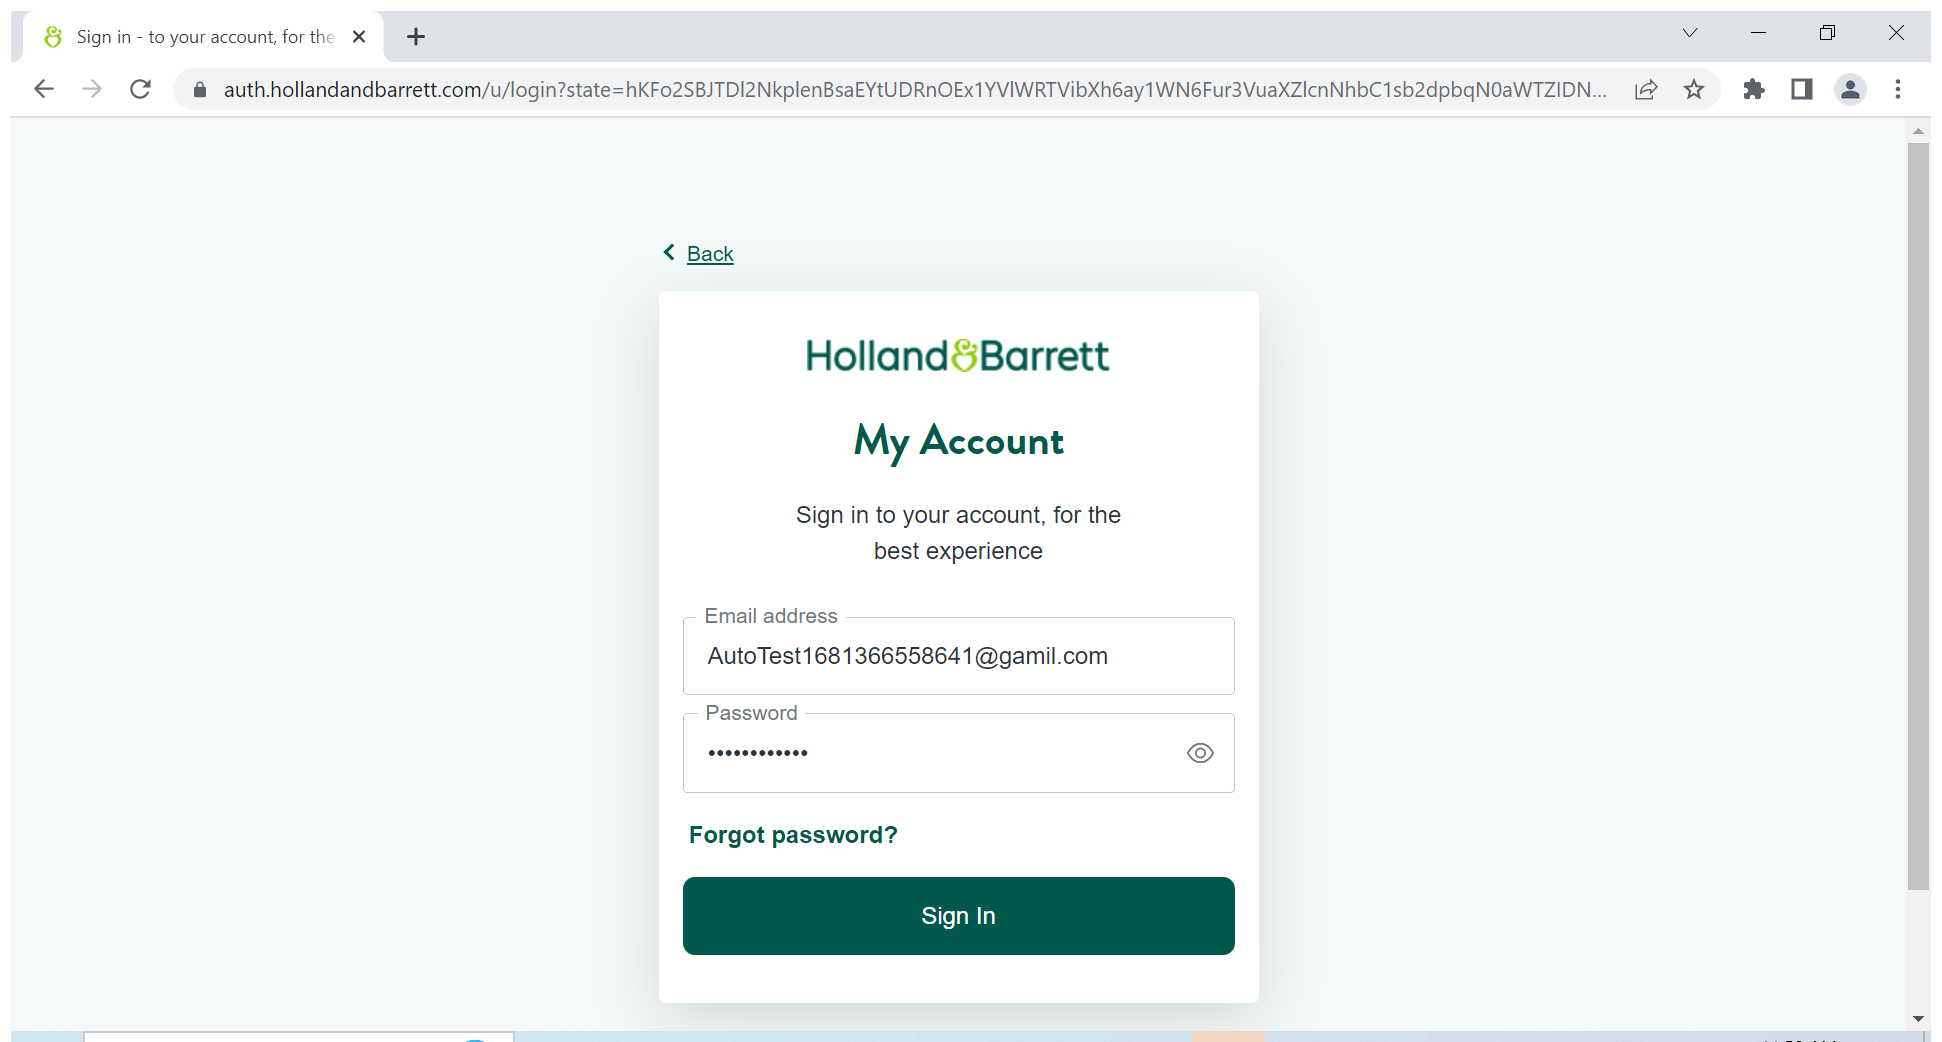 Sign in - to your account, for the
auth.hollandandbarrett.com/u/login?state=hKFo2SBJTDl2NkplenBsaEYtUDRnOEx1YVlWRTVibXh6ay1WN6Fur3VuaXZlcnNhbC1sb2dpbqN0aWTZIDN...
Back
Holland&Barrett
My Account
Sign in to your account, for the
best experience
Email address
AutoTest1681366558641@gamil.com
Password
Forgot password?
Sign In